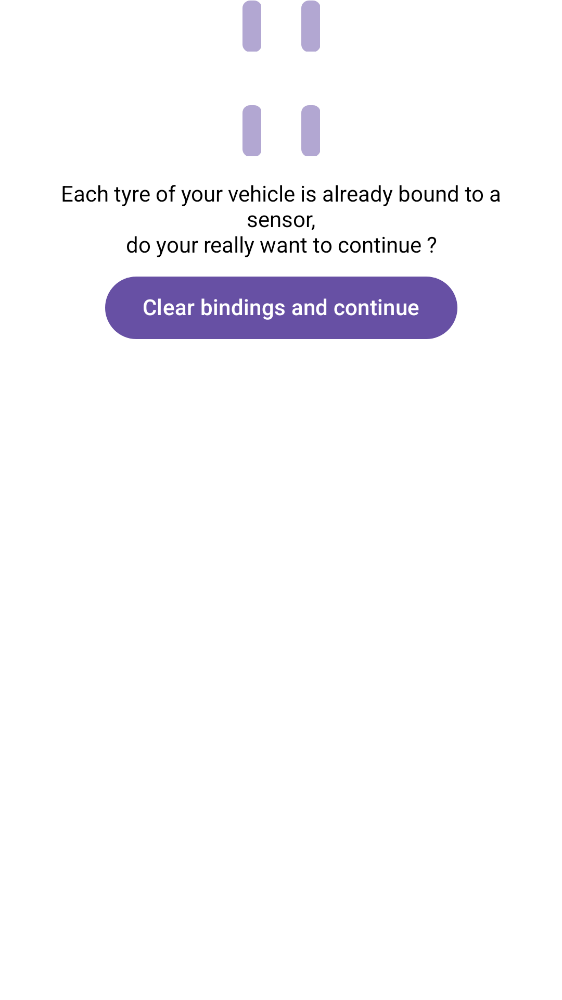 Each tyre of your vehicle is already bound to a
sensor,
do your really want to continue ?
Clear bindings and continue